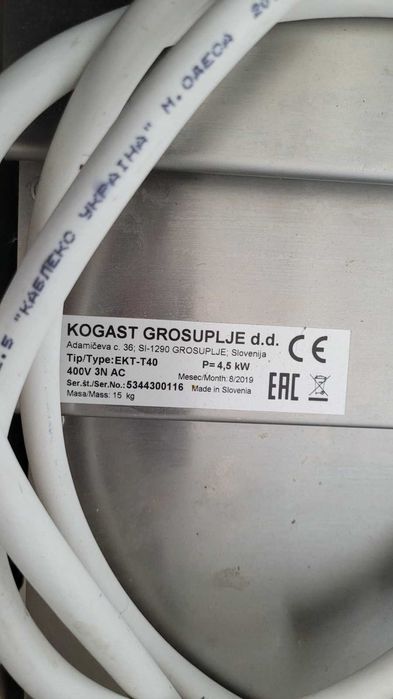 .5 "КАБЛЕКО УКРАЇНА" М.ОДЕСА 20
KOGAST GROSUPLJE d.d.
Adamičeva c. 36; SI-1290 GROSUPLJE; Slovenija
Tip/Type:EKT-T40 P= 4,5 kW
400V 3N AC Mesec/Month: 8/2019
Ser.št./Ser.No.: 5344300116 Made in Slovenia
Masa/Mass: 15 kg
CE
EAC